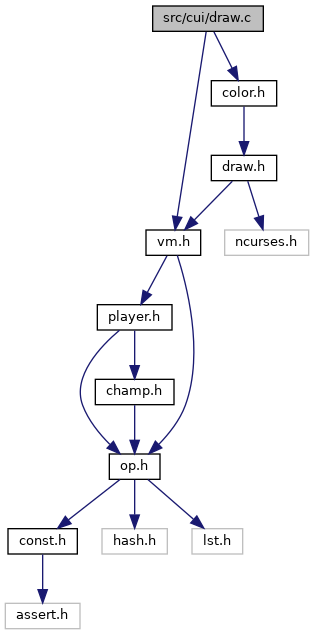 src/cui/draw.c
color.h
draw.h
vm.h
ncurses.h
player.h
champ.h
op.h
const.h
hash.h
lst.h
assert.h